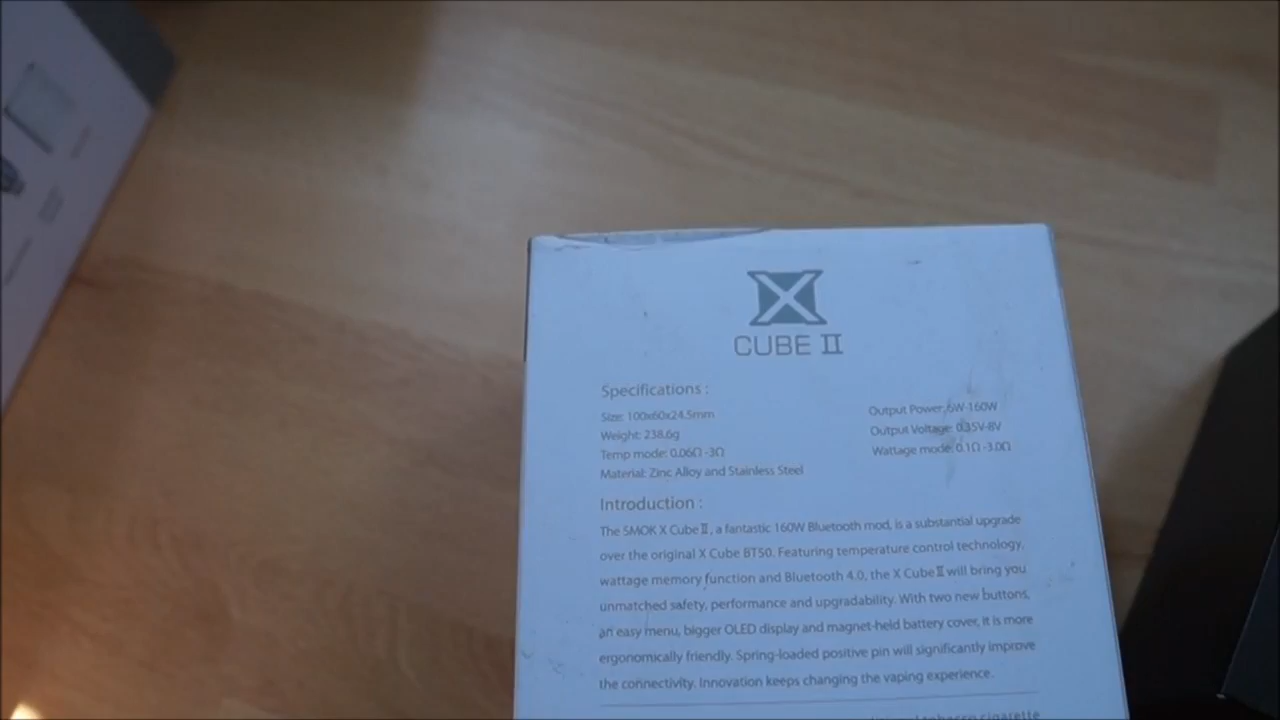 X
CUBE II
Specifications :
Size: 100x60x24.5mm
Weight: 238.6g
Temp mode: 0.06Ω -3Ω
Material: Zinc Alloy and Stainless Steel
Output Power: 6W-160W
Output Voltage: 0.35V-8V
Wattage mode: 0.1Ω -3.0Ω
Introduction :
The SMOK X Cube II, a fantastic 160W Bluetooth mod, is a substantial upgrade
over the original X Cube BT50. Featuring temperature control technology,
wattage memory function and Bluetooth 4.0, the X Cube II will bring you
unmatched safety, performance and upgradability. With two new buttons,
an easy menu, bigger OLED display and magnet-held battery cover, it is more
ergonomically friendly. Spring-loaded positive pin will significantly improve
the connectivity. Innovation keeps changing the vaping experience.
tobacco cigarette